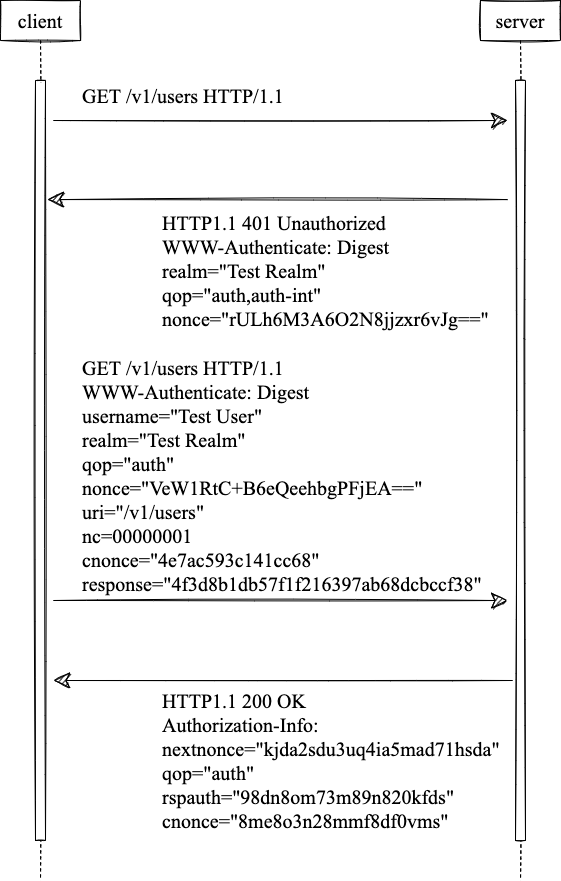 client
server
GET /v1/users HTTP/1.1
HTTP1.1 401 Unauthorized
WWW-Authenticate: Digest
realm="Test Realm"
qop="auth,auth-int"
nonce="rULh6M3A6O2N8jjzxr6vJg=="
GET /v1/users HTTP/1.1
WWW-Authenticate: Digest
username="Test User"
realm="Test Realm"
qop="auth"
nonce="VeW1RtC+B6eQeehbgPFjEA=="
uri="/v1/users"
nc=00000001
cnonce="4e7ac593c141cc68"
response="4f3d8b1db57f1f216397ab68dcbccf38"
HTTP1.1 200 OK
Authorization-Info:
nextnonce="kjda2sdu3uq4ia5mad71hsda"
qop="auth"
rspauth="98dn8om73m89n820kfds"
cnonce="8me8o3n28mmf8df0vms"